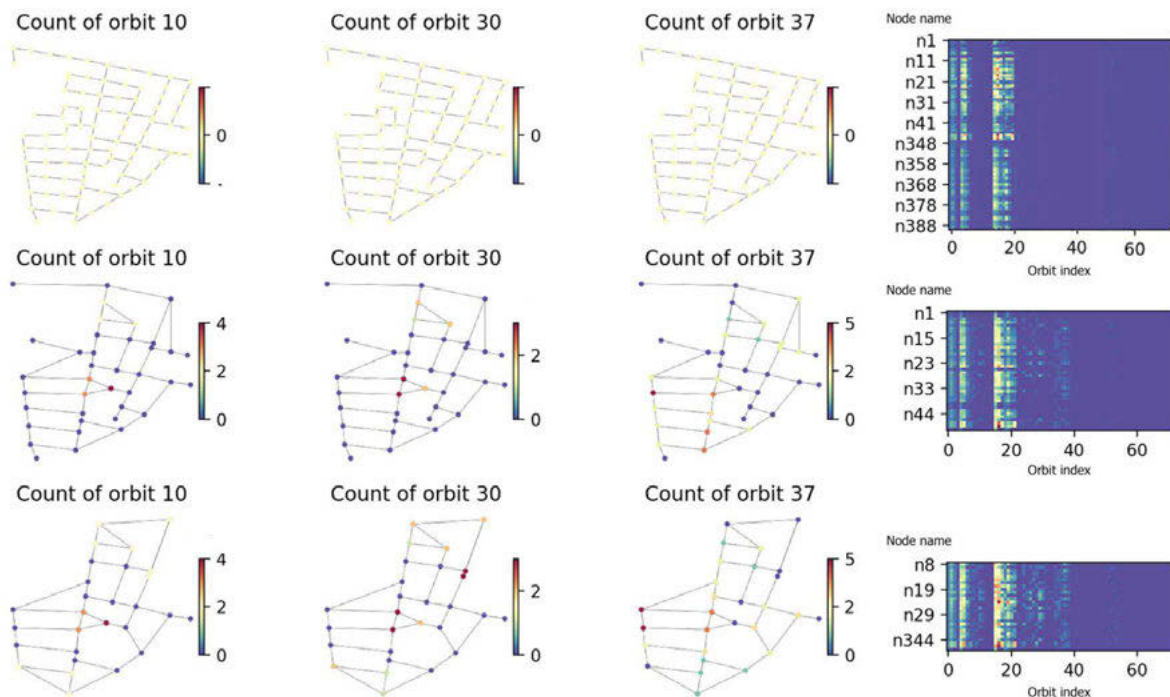 Count of orbit 10
0
Count of orbit 30
0
Count of orbit 37
0
Node name
n1
n11
n21
n31
n41
n348
n358
n368
n378
n388
0 20 40 60
Orbit index
Count of orbit 10
4
2
0
Count of orbit 30
2
0
Count of orbit 37
5
2
0
Node name
n1
n15
n23
n33
n44
0 20 40 60
Orbit index
Count of orbit 10
4
2
0
Count of orbit 30
2
0
Count of orbit 37
5
2
0
Node name
n8
n19
n29
n344
0 20 40 60
Orbit index